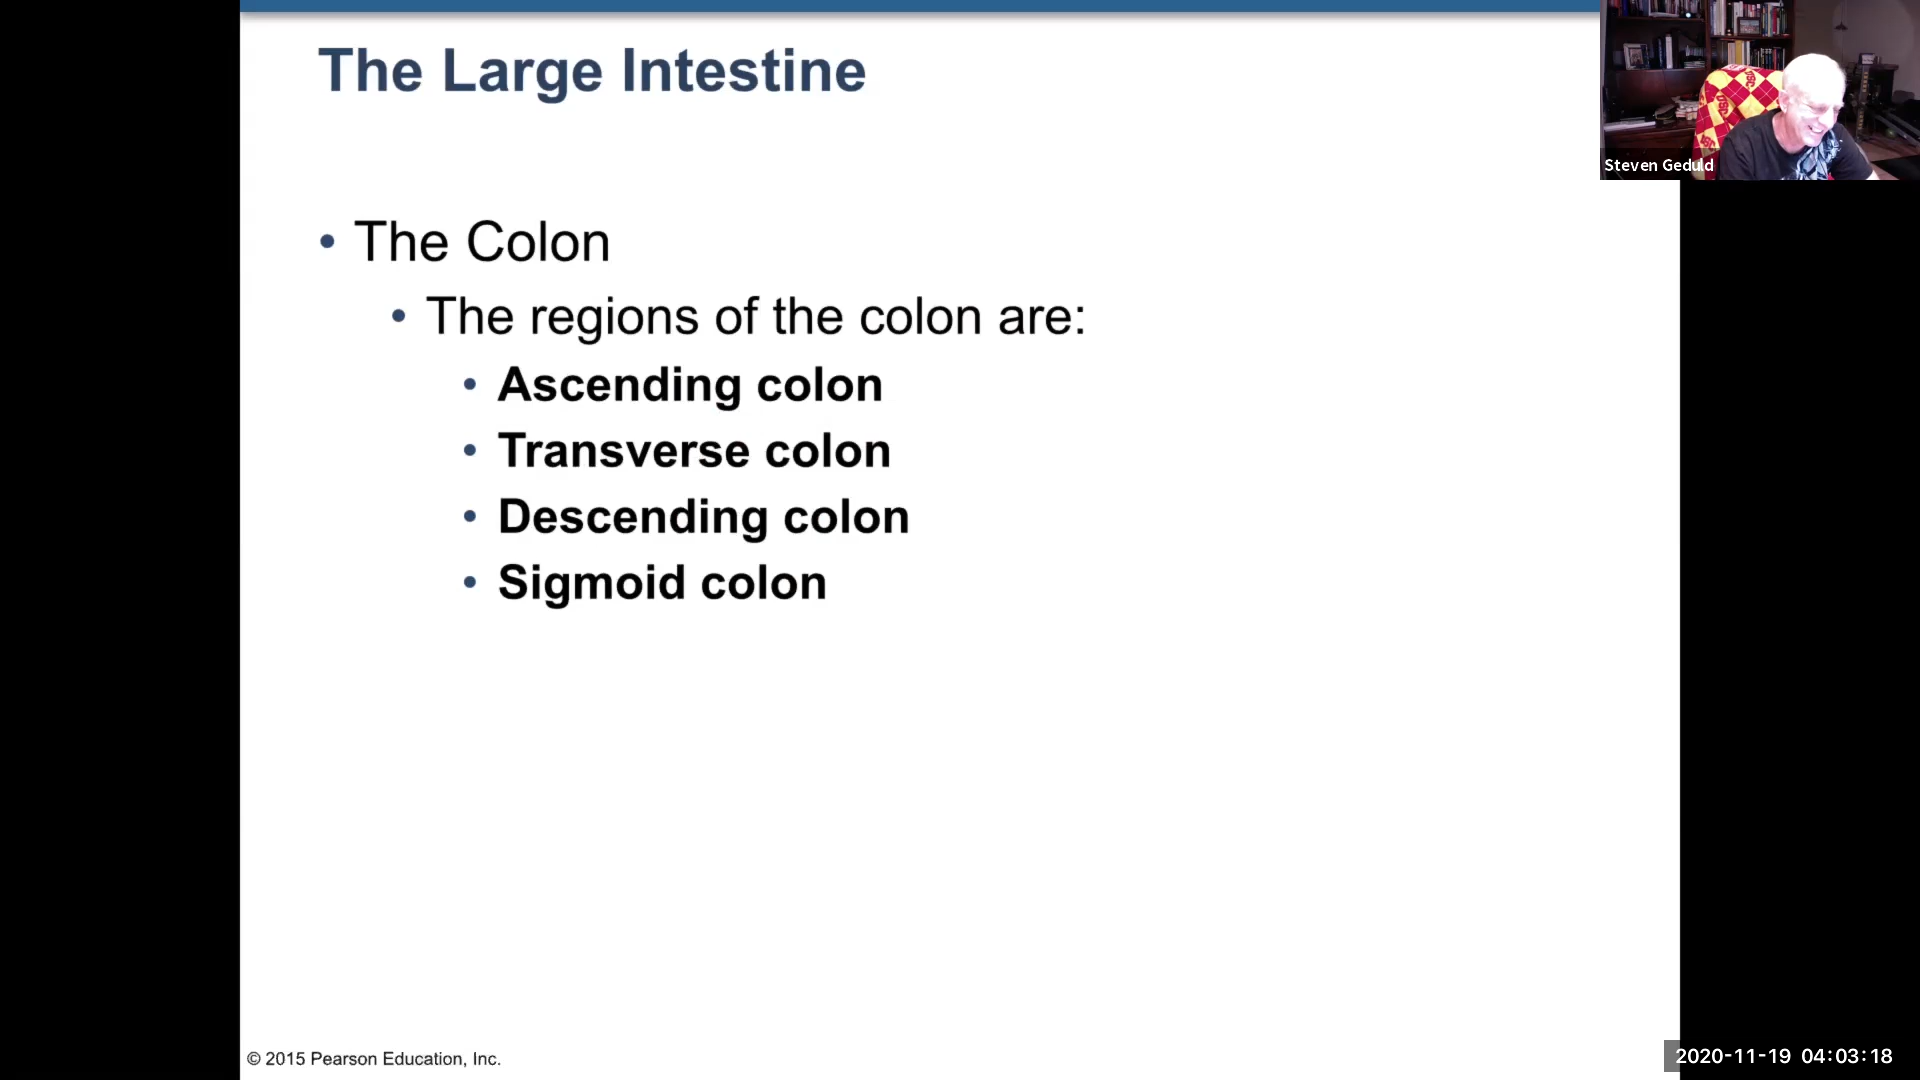 The Large Intestine
Steven Geduld
• The Colon
• The regions of the colon are:
• Ascending colon
• Transverse colon
• Descending colon
• Sigmoid colon
© 2015 Pearson Education, Inc.
2020-11-19 04:03:18